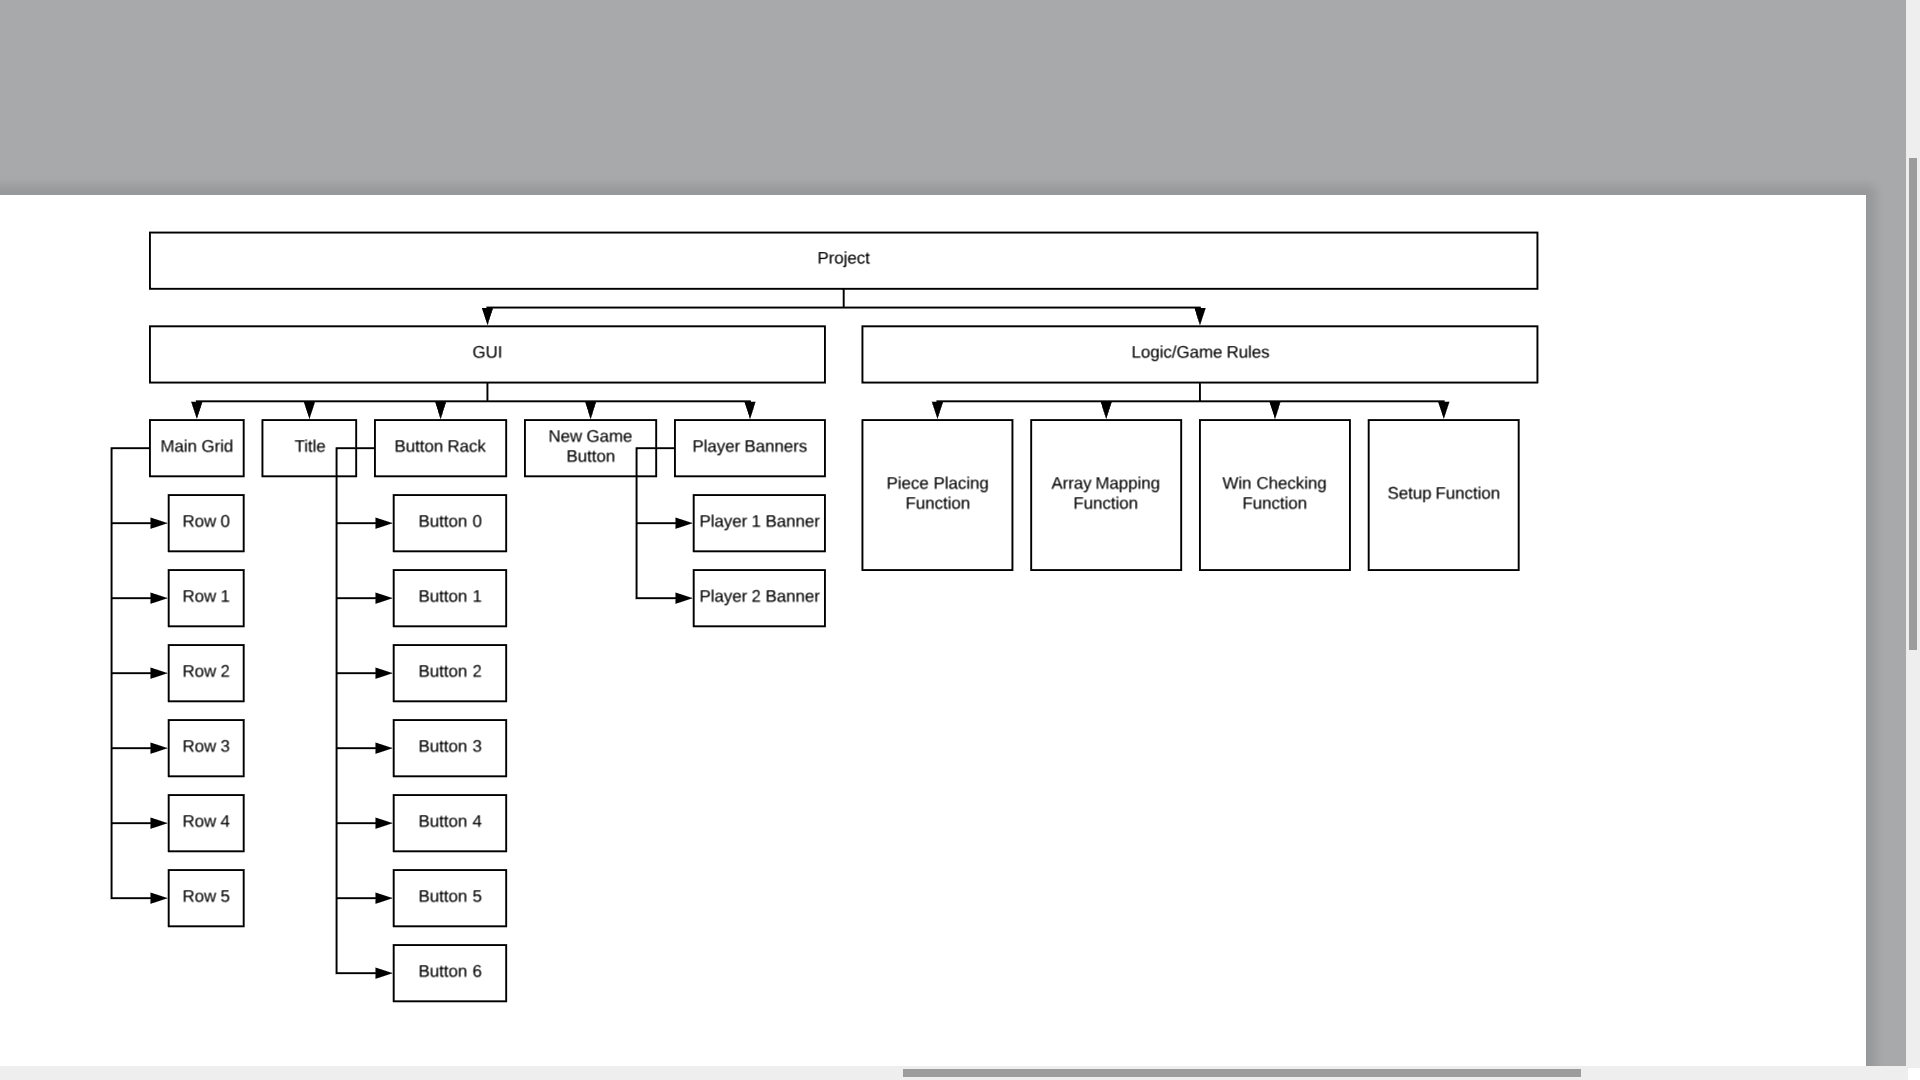 Project
GUI
Logic/Game Rules
Main Grid
Title
Button Rack
New Game
Button
Player Banners
Piece Placing
Function
Array Mapping
Function
Win Checking
Function
Setup Function
Row 0
Button 0
Player 1 Banner
Row 1
Button 1
Player 2 Banner
Row 2
Button 2
Row 3
Button 3
Row 4
Button 4
Row 5
Button 5
Button 6